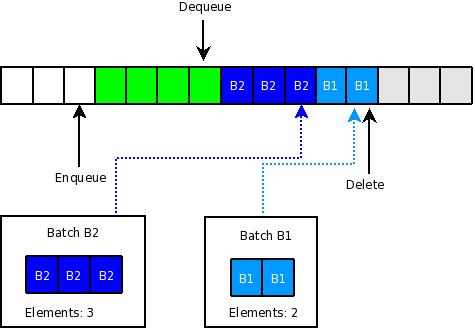 Dequeue
B2 B2 B2 B1 B1
Enqueue
Delete
Batch B2
B2 B2 B2
Elements: 3
Batch B1
B1 B1
Elements: 2